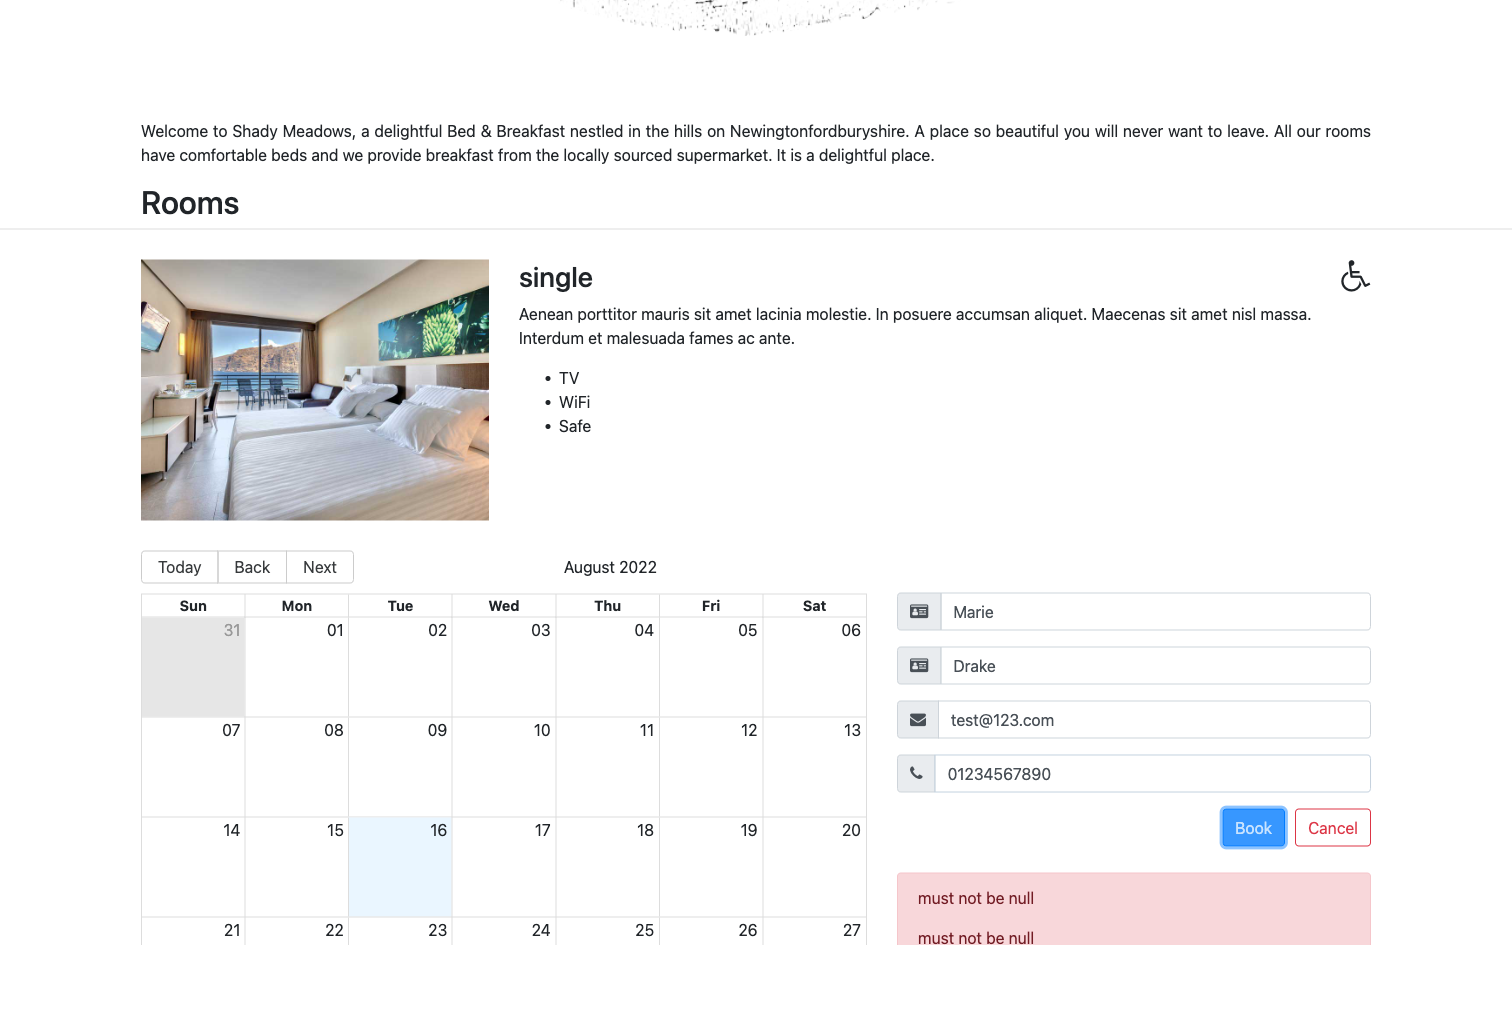 Welcome to Shady Meadows, a delightful Bed & Breakfast nestled in the hills on Newingtonfordburyshire. A place so beautiful you will never want to leave. All our rooms
have comfortable beds and we provide breakfast from the locally sourced supermarket. It is a delightful place.
Rooms
single
Aenean porttitor mauris sit amet lacinia molestie. In posuere accumsan aliquet. Maecenas sit amet nisl massa.
Interdum et malesuada fames ac ante.
• TV
• WiFi
• Safe
Today Back Next August 2022
Sun Mon Tue Wed Thu Fri Sat
31 01 02 03 04 05 06
07 08 09 10 11 12 13
14 15 16 17 18 19 20
21 22 23 24 25 26 27
Marie
Drake
test@123.com
01234567890
Book Cancel
must not be null
must not be null